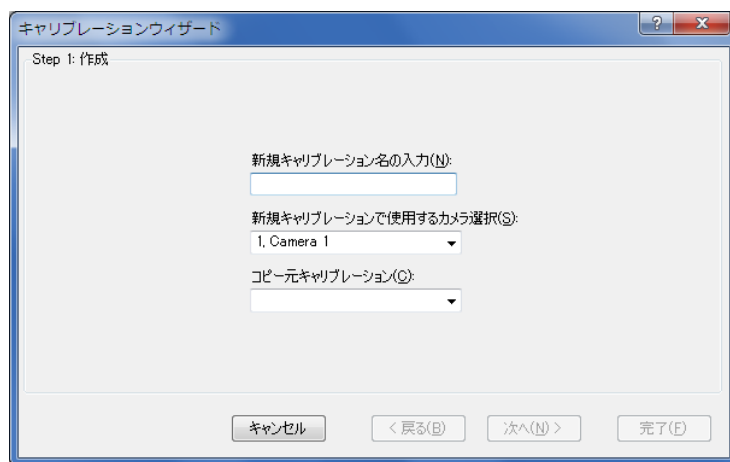 キャリブレーションウィザード
Step 1: 作成
新規キャリブレーション名の入力(N):
新規キャリブレーションで使用するカメラ選択(S):
1, Camera 1
コピー元キャリブレーション(C):
キャンセル
< 戻る(B)
次へ(N) >
完了(F)